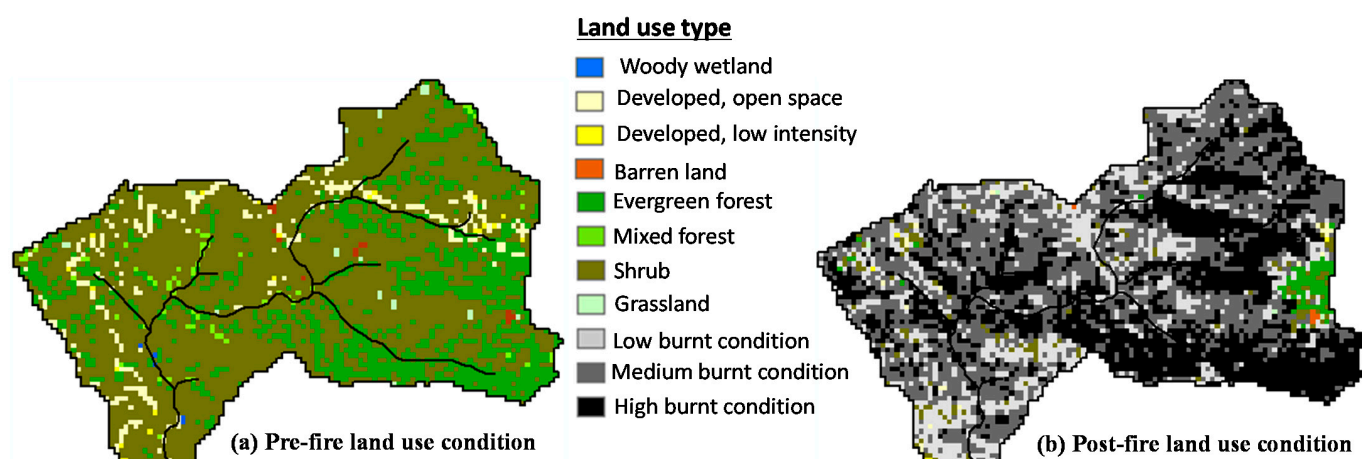 Land use type
Woody wetland
Developed, open space
Developed, low intensity
Barren land
Evergreen forest
Mixed forest
Shrub
Grassland
Low burnt condition
Medium burnt condition
High burnt condition
(a) Pre-fire land use condition
(b) Post-fire land use condition